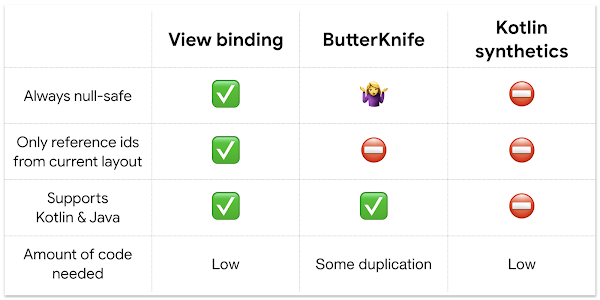 View binding
ButterKnife
Kotlin
synthetics
Always null-safe
Only reference ids
from current layout
Supports
Kotlin & Java
Amount of code
needed
Low
Some duplication
Low